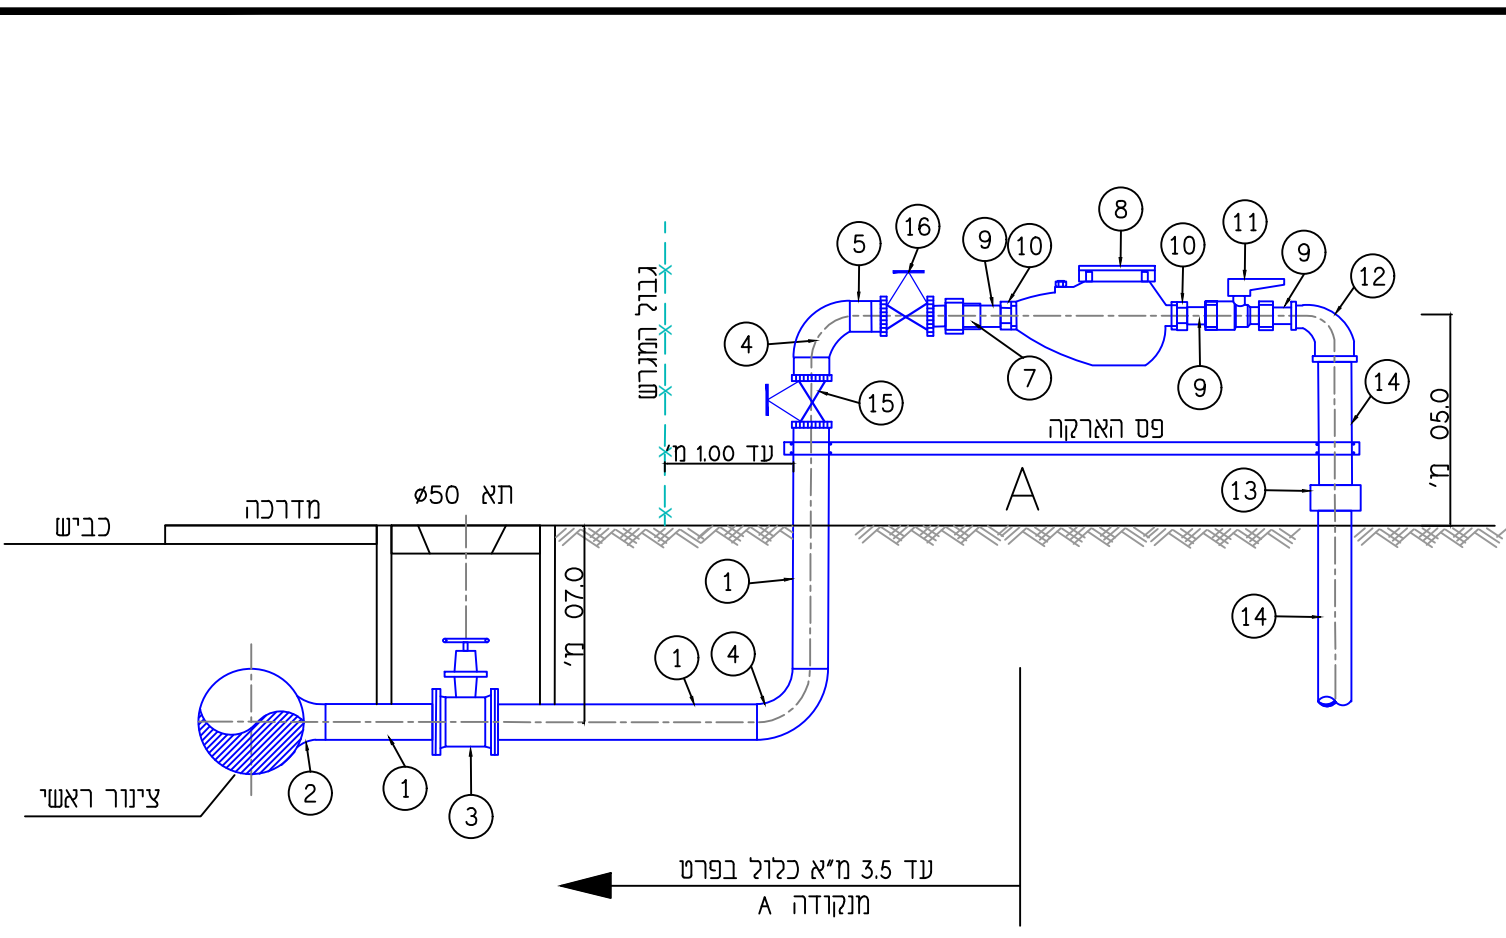 8
16
5
9
10
10
11
9
12
גבול המגרש
4
7
9
14
15
פס הארקה
עד 1.00 מ'
0.50 מ'
13
A
תא ø50
מדרכה
כביש
0.70 מ'
1
14
1
4
2
1
3
צינור ראשי
עד 3.5 מ"א כלול בפרט
מנקודה A